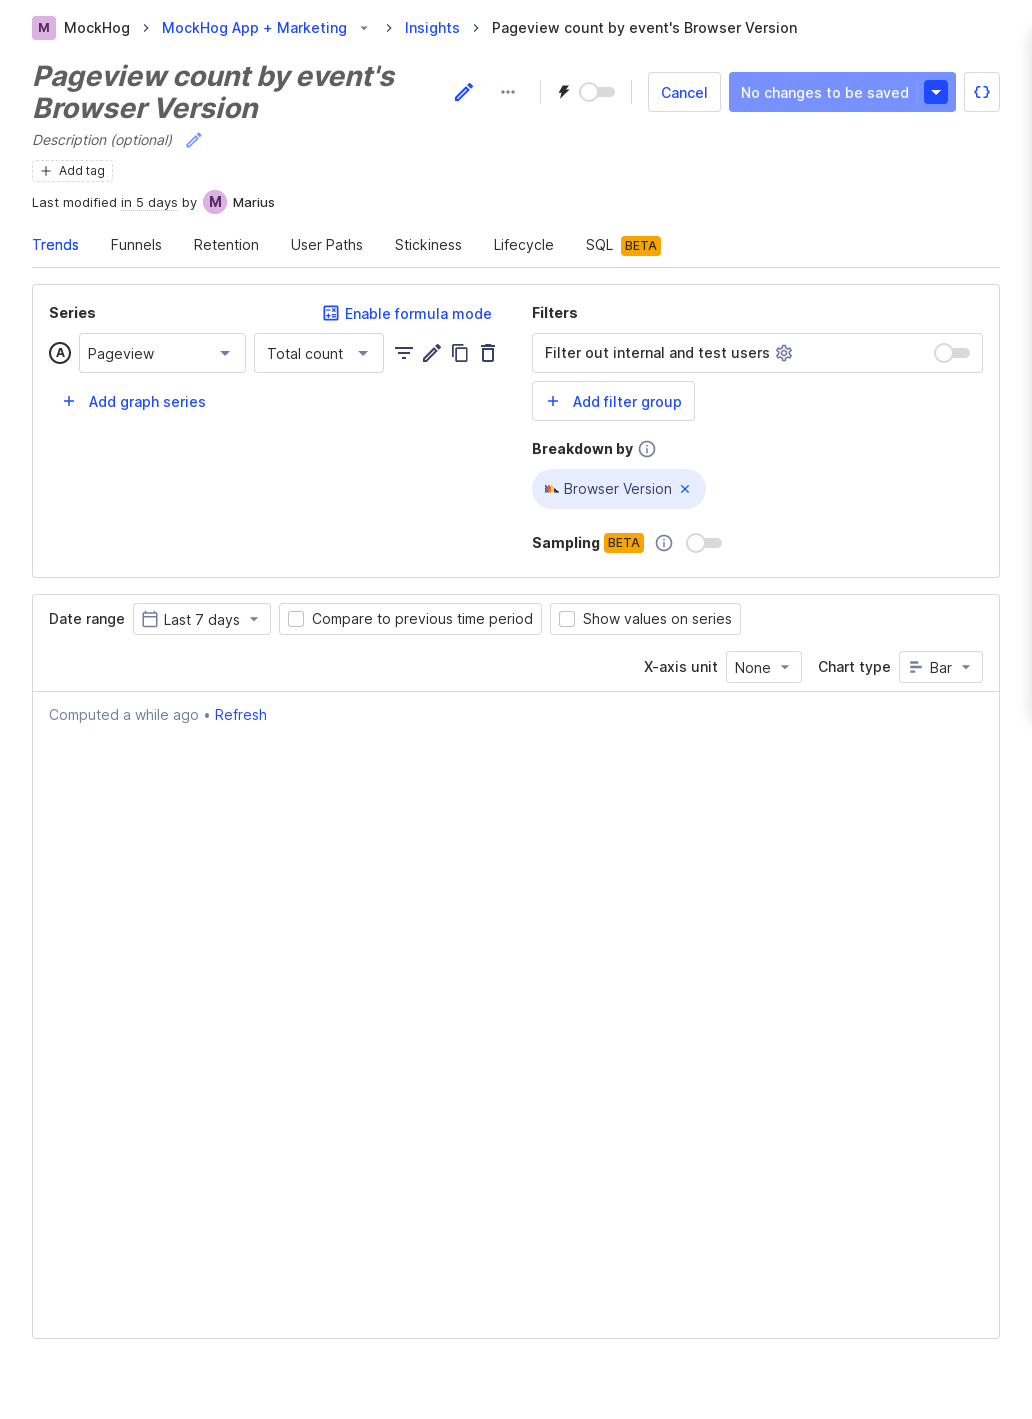 M MockHog MockHog App + Marketing Insights Pageview count by event's Browser Version
Pageview count by event's
Browser Version
Cancel No changes to be saved
Description (optional)
Add tag
Last modified in 5 days by M Marius
Trends Funnels Retention User Paths Stickiness Lifecycle SQL BETA
Series Enable formula mode
A Pageview Total count
Add graph series
Filters
Filter out internal and test users
Add filter group
Breakdown by
Browser Version
Sampling BETA
Date range Last 7 days Compare to previous time period Show values on series
X-axis unit None Chart type Bar
Computed a while ago • Refresh